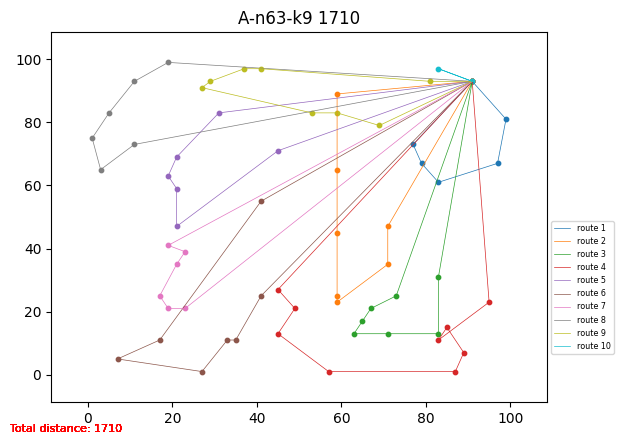 A-n63-k9 1710
100
80
60
40
20
0
0 20 40 60 80 100
route 1
route 2
route 3
route 4
route 5
route 6
route 7
route 8
route 9
route 10
Total distance: 1710